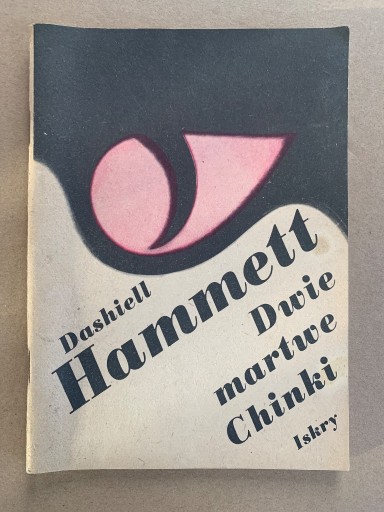 Dashiell
Hammett
Dwie
martwe
Chinki
Iskry